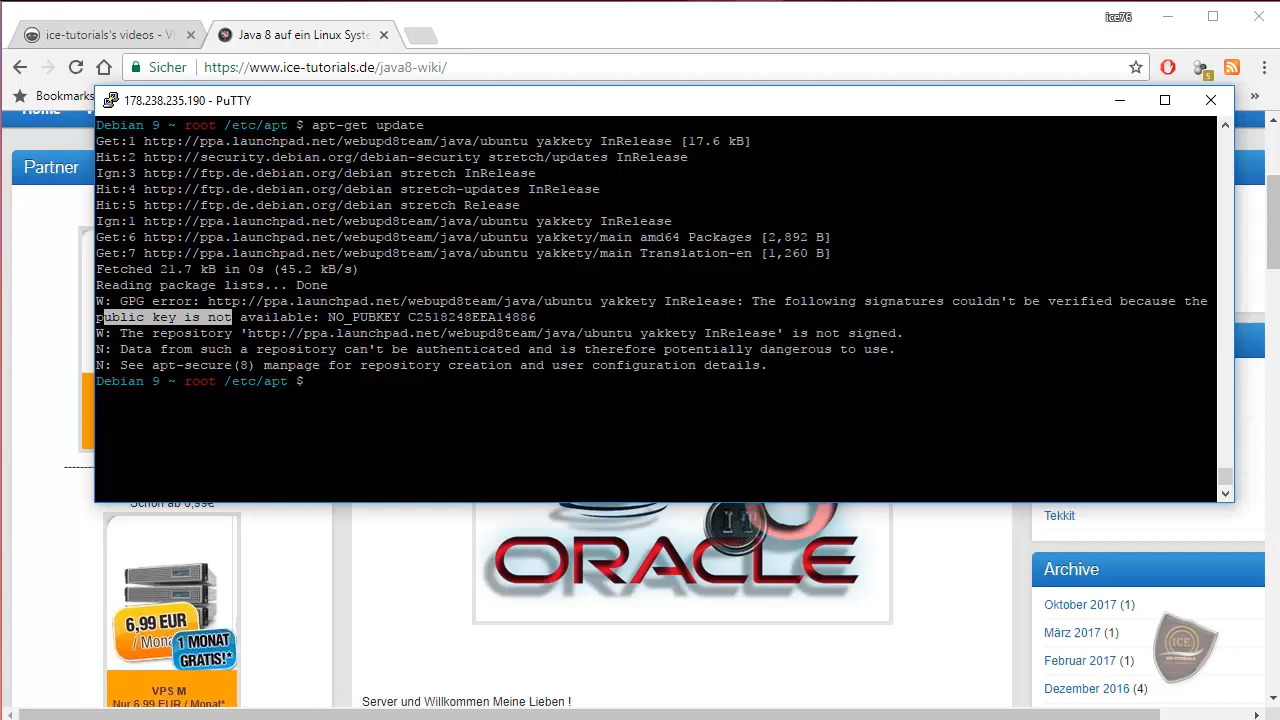 ice76
ice-tutorials's videos - Vi
Java 8 auf ein Linux Syste
Sicher
https://www.ice-tutorials.de/java8-wiki/
Bookmarks
»
Home
178.238.235.190 - PuTTY
Partner
Debian 9 ~ root /etc/apt $ apt-get update
Get:1 http://ppa.launchpad.net/webupd8team/java/ubuntu yakkety InRelease [17.6 kB]
Hit:2 http://security.debian.org/debian-security stretch/updates InRelease
Ign:3 http://ftp.de.debian.org/debian stretch InRelease
Hit:4 http://ftp.de.debian.org/debian stretch-updates InRelease
Hit:5 http://ftp.de.debian.org/debian stretch Release
Ign:1 http://ppa.launchpad.net/webupd8team/java/ubuntu yakkety InRelease
Get:6 http://ppa.launchpad.net/webupd8team/java/ubuntu yakkety/main amd64 Packages [2,892 B]
Get:7 http://ppa.launchpad.net/webupd8team/java/ubuntu yakkety/main Translation-en [1,260 B]
Fetched 21.7 kB in 0s (45.2 kB/s)
Reading package lists... Done
W: GPG error: http://ppa.launchpad.net/webupd8team/java/ubuntu yakkety InRelease: The following signatures couldn't be verified because the
public key is not available: NO_PUBKEY C2518248EEA14886
W: The repository 'http://ppa.launchpad.net/webupd8team/java/ubuntu yakkety InRelease' is not signed.
N: Data from such a repository can't be authenticated and is therefore potentially dangerous to use.
N: See apt-secure(8) manpage for repository creation and user configuration details.
Debian 9 ~ root /etc/apt $
Schon ab 6,99€
6,99 EUR
/ Monat
1 MONAT
GRATIS!*
VPS M
Nur 6,99 EUR / Monat*
ORACLE
Server und Willkommen Meine Lieben !
Tekkit
Archive
Oktober 2017 (1)
März 2017 (1)
Februar 2017 (1)
Dezember 2016 (4)
ICE